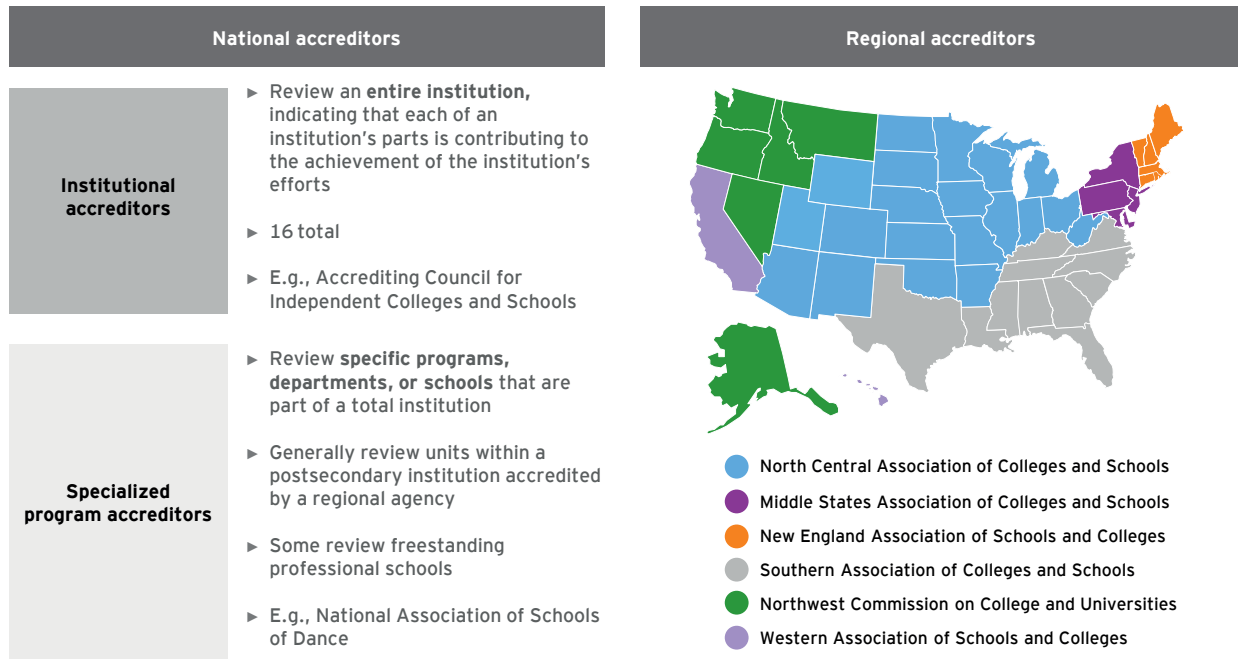 National accreditors
Institutional
accreditors
► Review an entire institution,
indicating that each of an
institution's parts is contributing to
the achievement of the institution's
efforts
► 16 total
► E.g., Accrediting Council for
Independent Colleges and Schools
Specialized
program accreditors
► Review specific programs,
departments, or schools that are
part of a total institution
► Generally review units within a
postsecondary institution accredited
by a regional agency
► Some review freestanding
professional schools
► E.g., National Association of Schools
of Dance
Regional accreditors
North Central Association of Colleges and Schools
Middle States Association of Colleges and Schools
New England Association of Schools and Colleges
Southern Association of Colleges and Schools
Northwest Commission on College and Universities
Western Association of Schools and Colleges